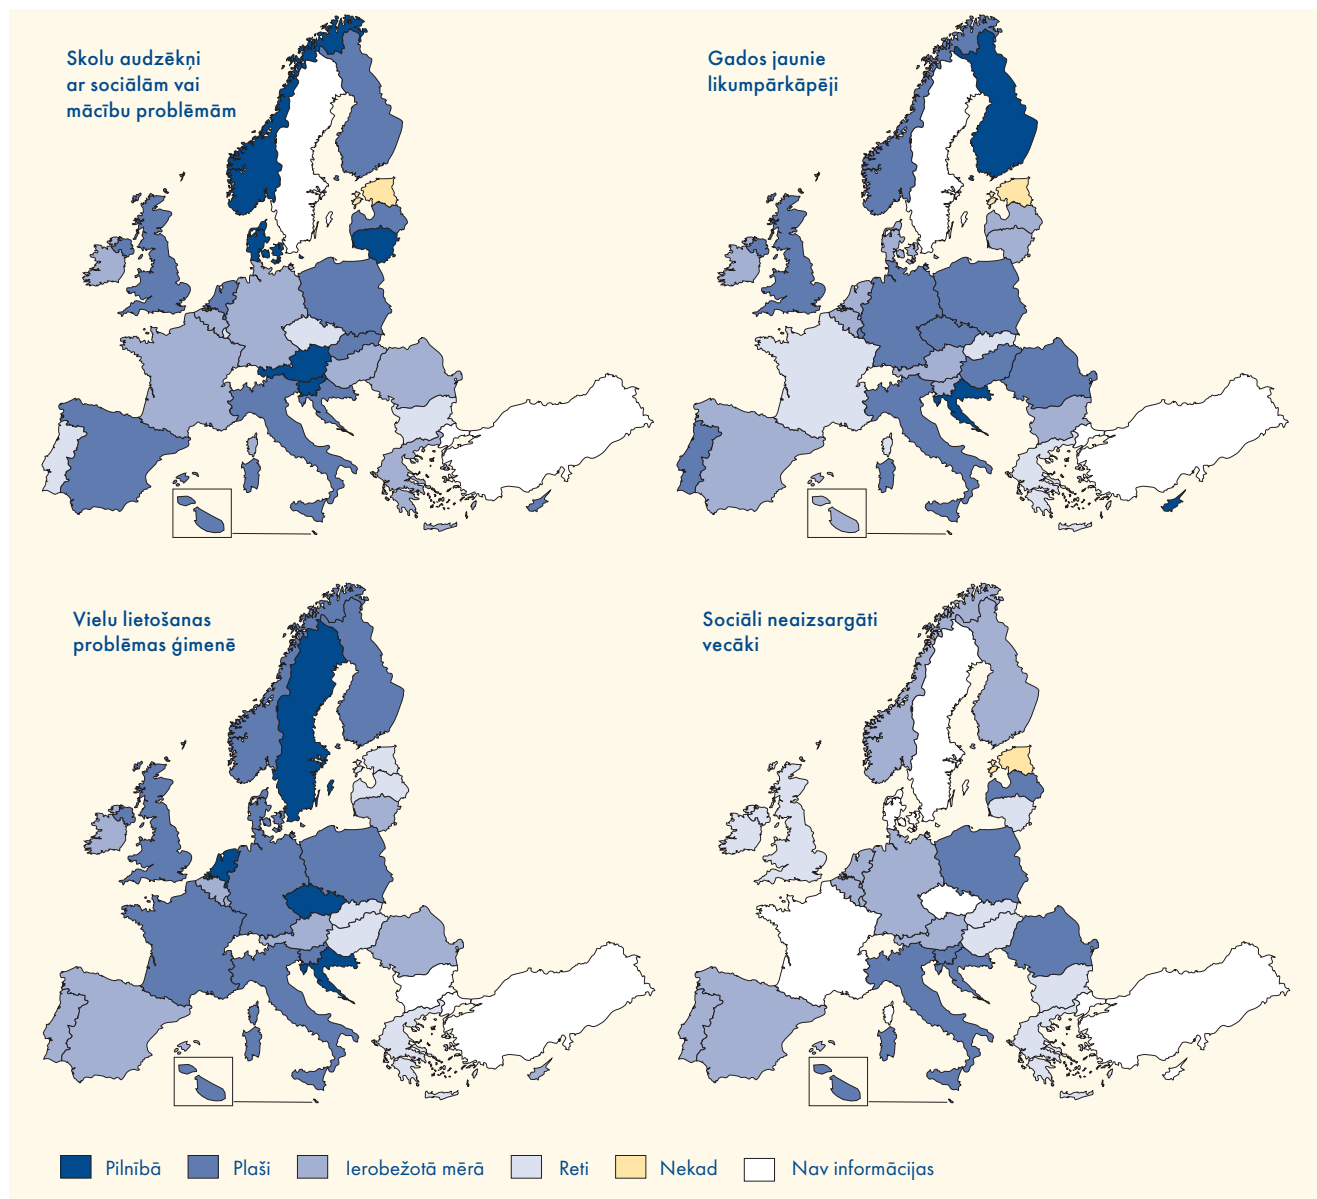 Skolu audzēkņi
ar sociālām vai
mācību problēmām
Gados jaunie
likumpārkāpēji
Vielu lietošanas
problēmas ģimenē
Sociāli neaizsargāti
vecāki
Pilnībā
Plaši
Ierobežotā mērā
Reti
Nekad
Nav informācijas